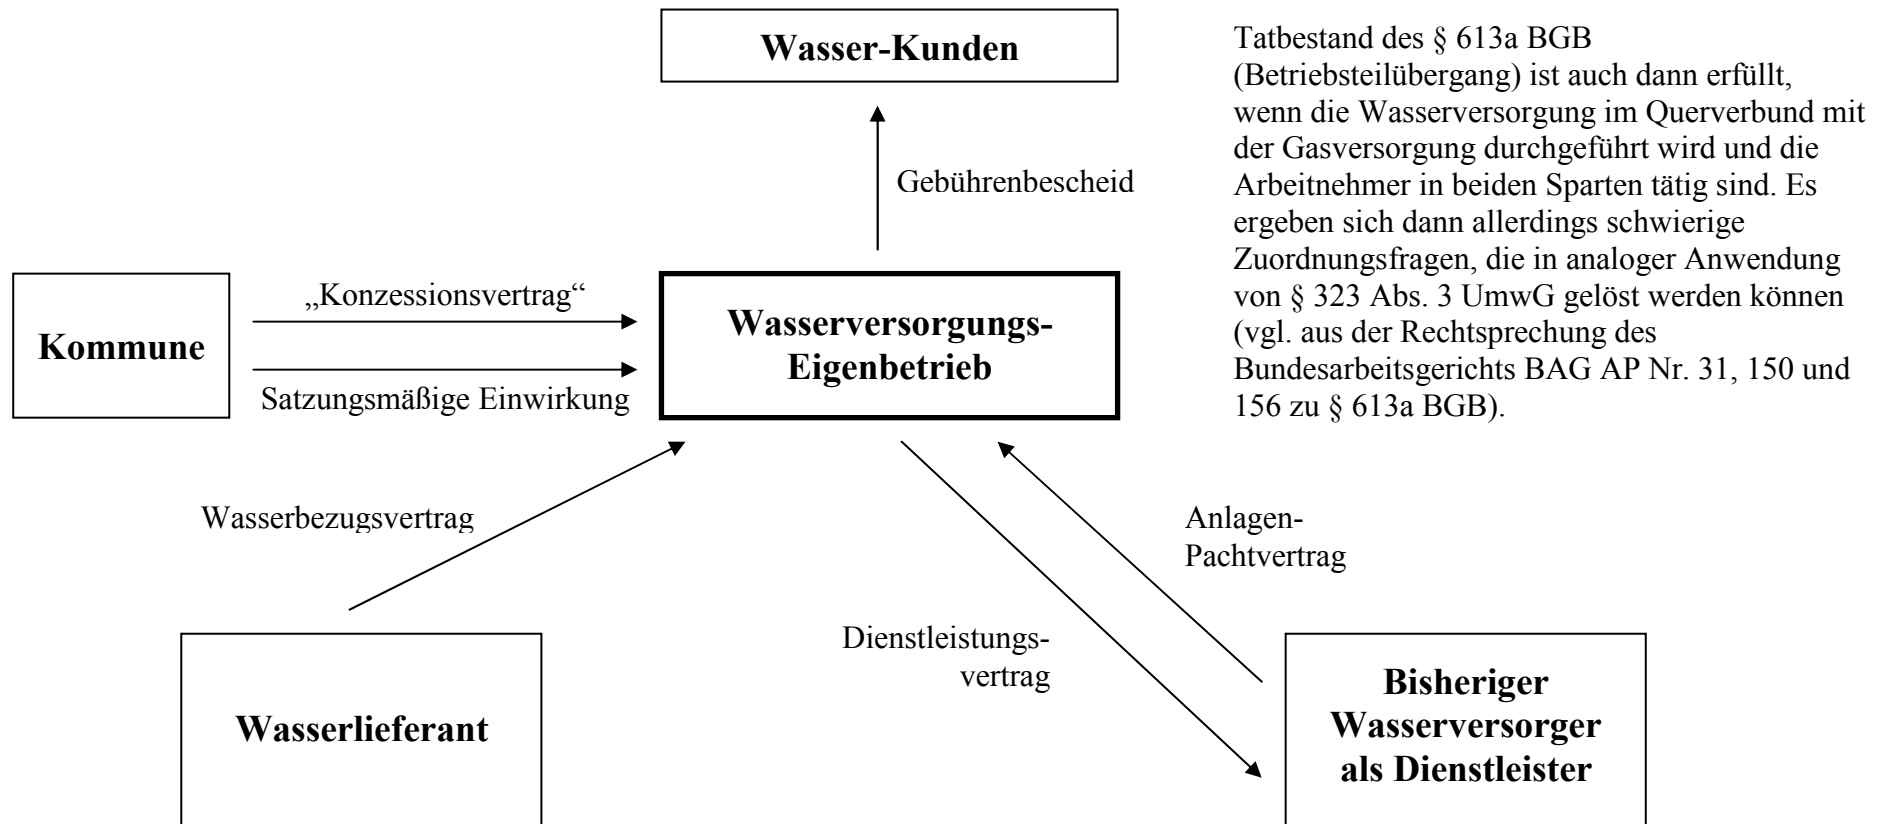 Wasser-Kunden
Tatbestand des § 613a BGB
(Betriebsteilübergang) ist auch dann erfüllt,
wenn die Wasserversorgung im Querverbund mit
der Gasversorgung durchgeführt wird und die
Arbeitnehmer in beiden Sparten tätig sind. Es
ergeben sich dann allerdings schwierige
Zuordnungsfragen, die in analoger Anwendung
von § 323 Abs. 3 UmwG gelöst werden können
(vgl. aus der Rechtsprechung des
Bundesarbeitsgerichts BAG AP Nr. 31, 150 und
156 zu § 613a BGB).
Gebührenbescheid
Kommune
„Konzessionsvertrag“
Satzungsmäßige Einwirkung
Wasserversorgungs-
Eigenbetrieb
Wasserbezugsvertrag
Anlagen-
Pachtvertrag
Dienstleistungs-
vertrag
Wasserlieferant
Bisheriger
Wasserversorger
als Dienstleister